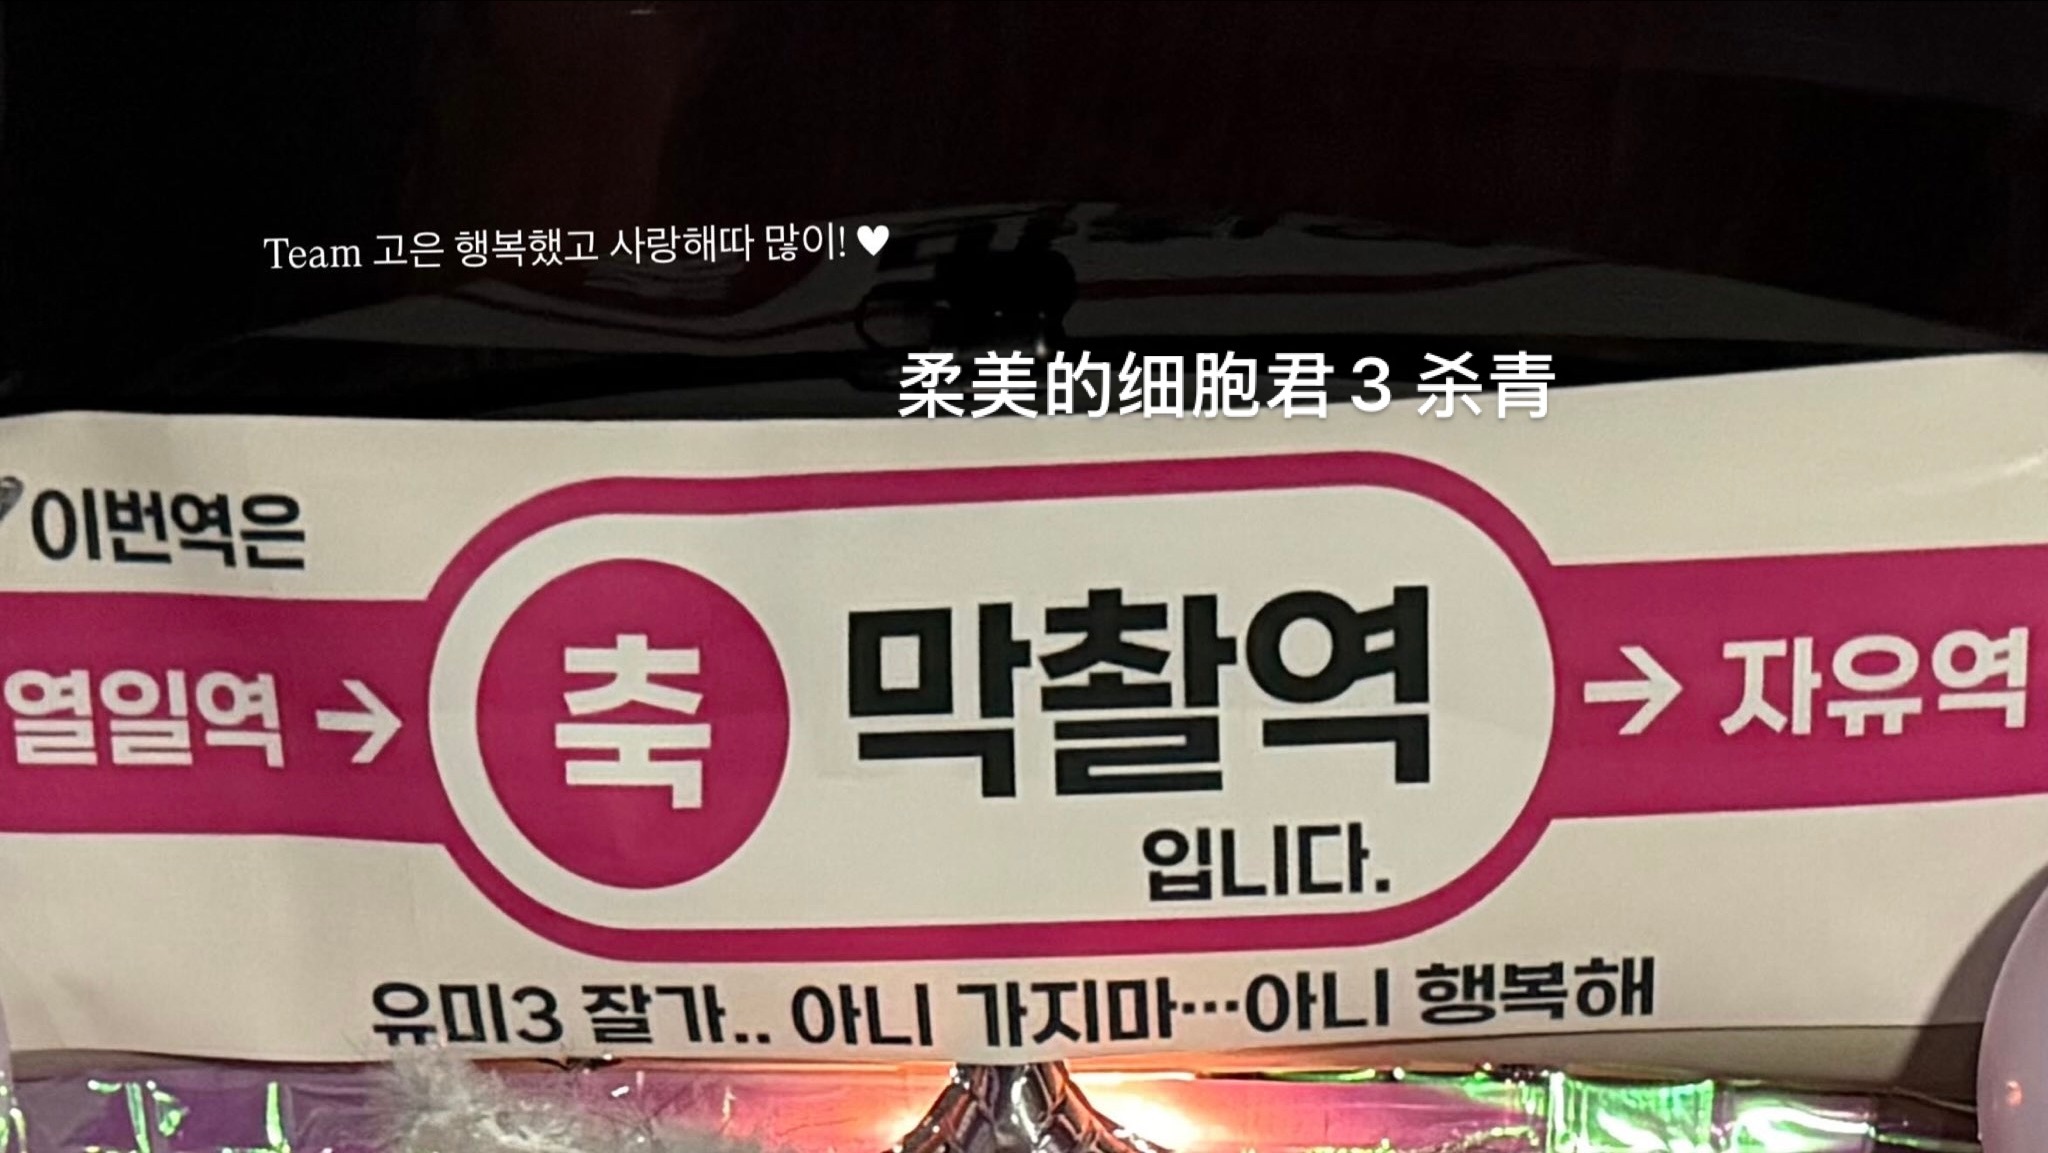 Team 고은 행복했고 사랑해따 많이! ♥
柔美的细胞君 3 杀青
이번역은
열일역 → 축 막촬역 → 자유역
입니다.
유미3 잘가.. 아니 가지마…아니 행복해